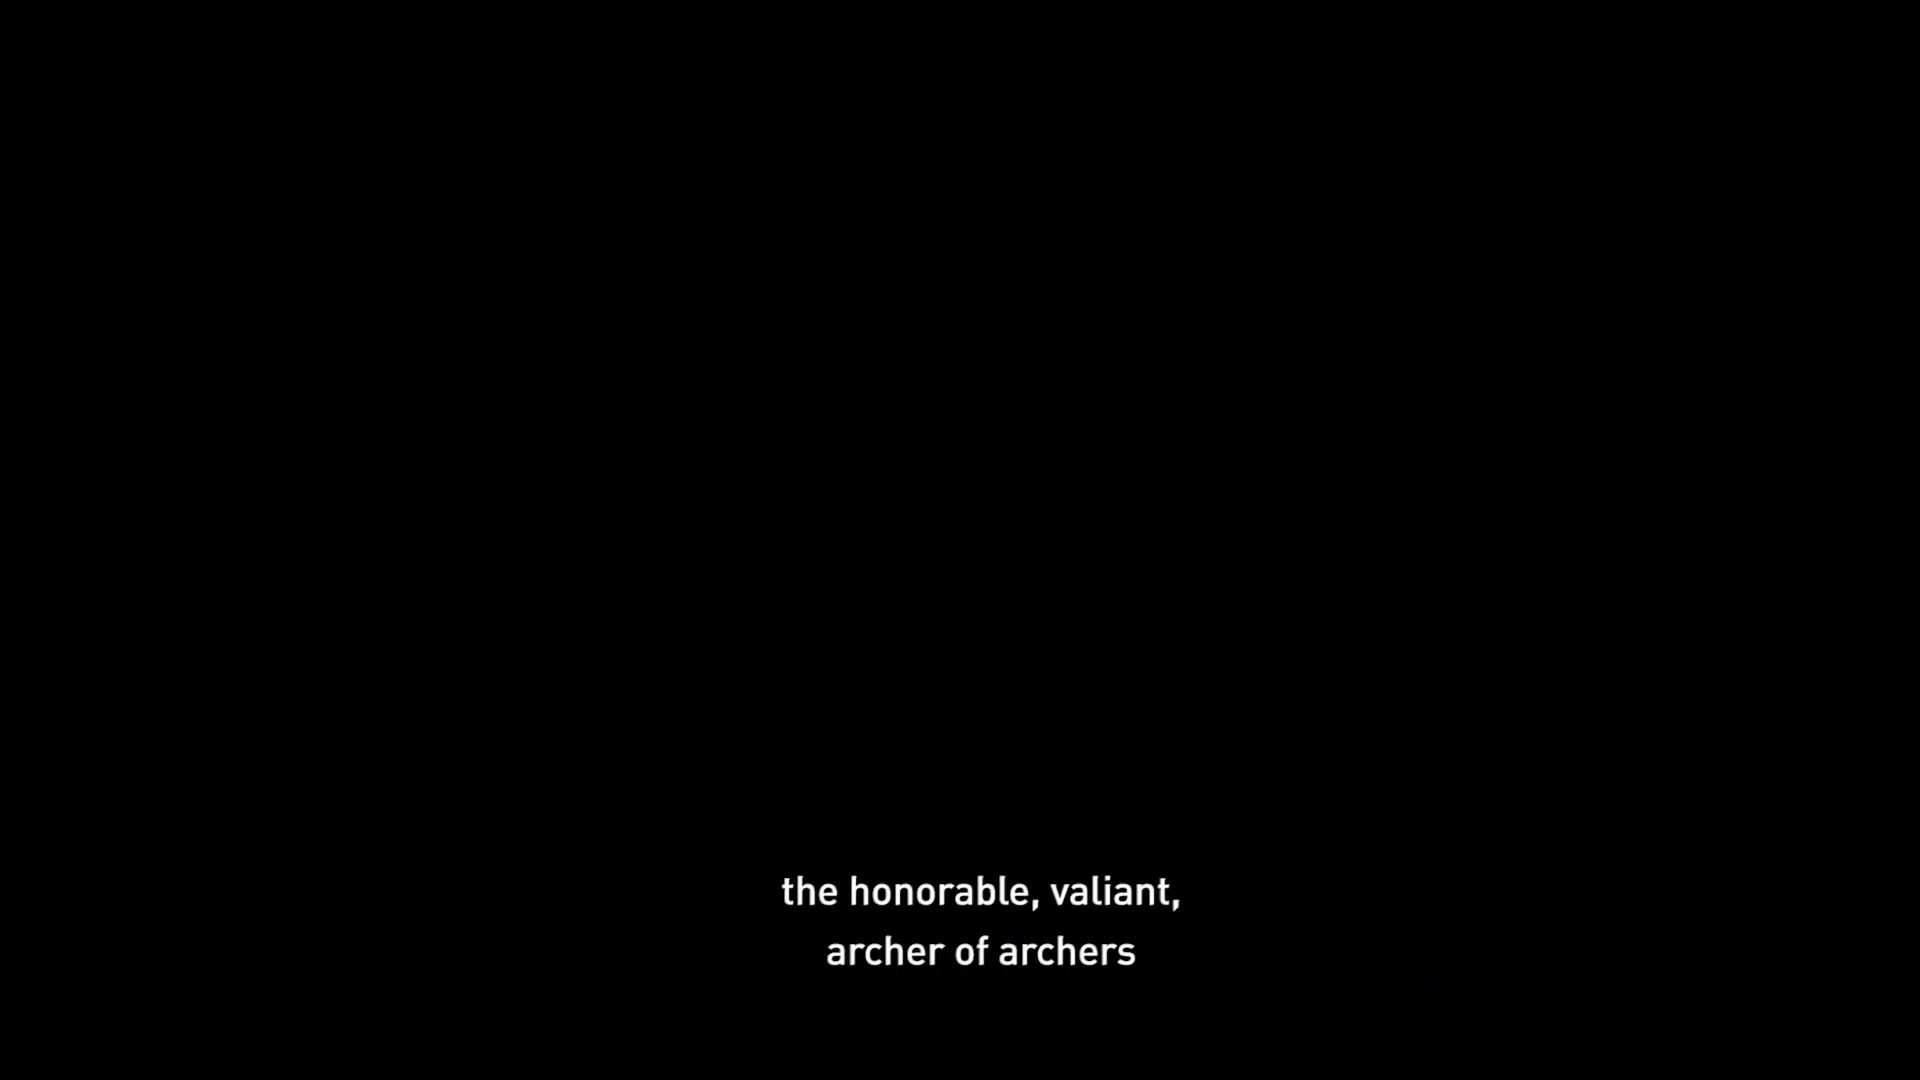 the honorable, valiant,
archer of archers